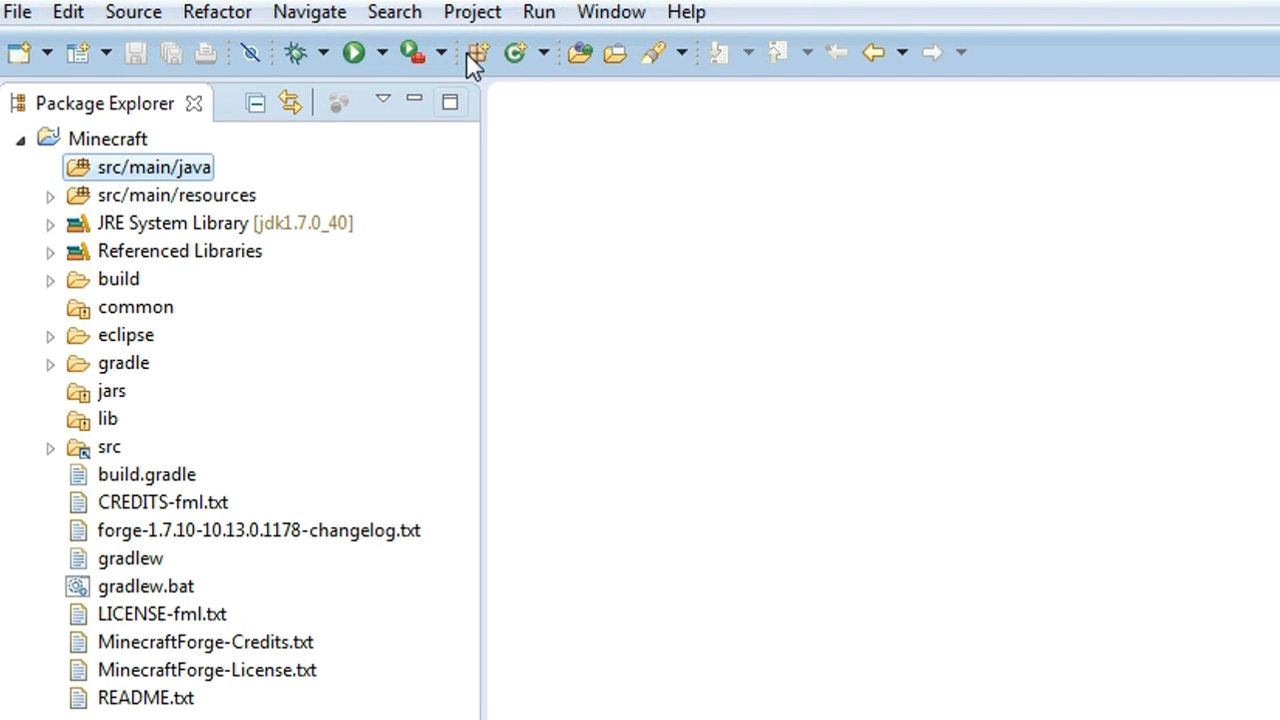 File Edit Source Refactor Navigate Search Project Run Window Help
Package Explorer
Minecraft
src/main/java
src/main/resources
JRE System Library [jdk1.7.0_40]
Referenced Libraries
build
common
eclipse
gradle
jars
lib
src
build.gradle
CREDITS-fml.txt
forge-1.7.10-10.13.0.1178-changelog.txt
gradlew
gradlew.bat
LICENSE-fml.txt
MinecraftForge-Credits.txt
MinecraftForge-License.txt
README.txt